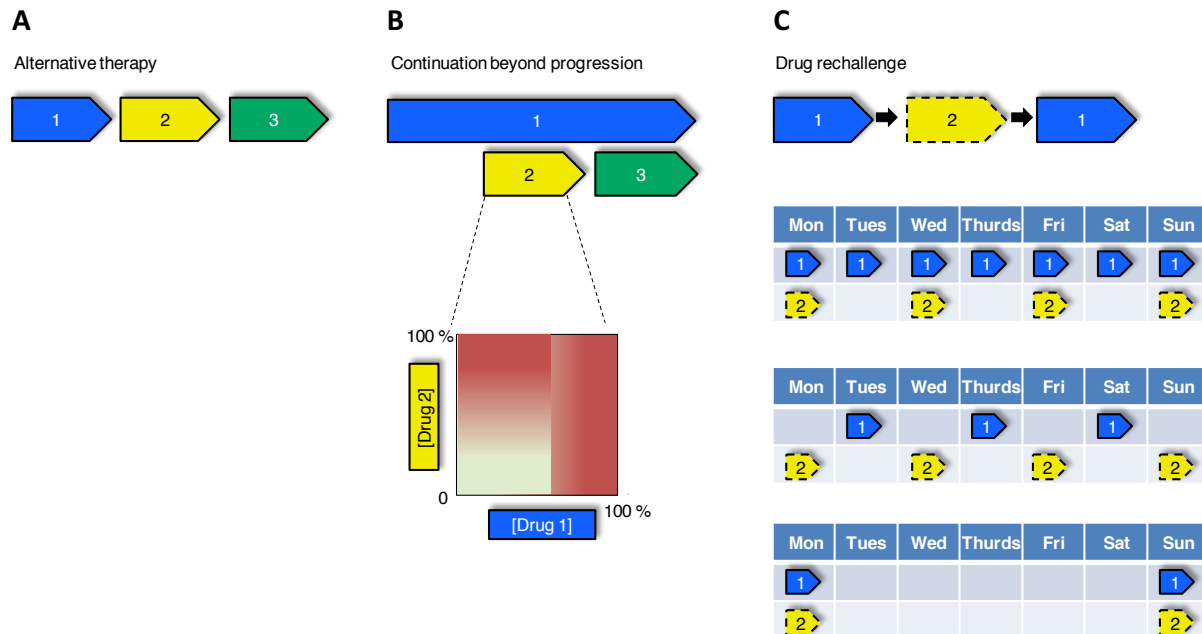 A
Alternative therapy
1 2 3
B
Continuation beyond progression
1
2 3
100 %
[Drug 2]
0
100 %
[Drug 1]
C
Drug rechallenge
1 2 1
Mon Tues Wed Thurds Fri Sat Sun
1 1 1 1 1 1 1
2 2 2 2
Mon Tues Wed Thurds Fri Sat Sun
1 1 1
2 2 2 2
Mon Tues Wed Thurds Fri Sat Sun
1 1
2 2